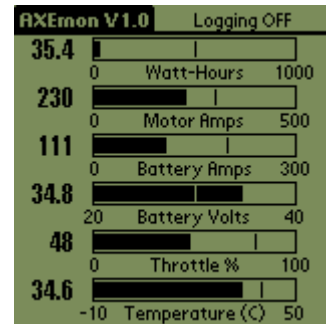 AXEmon V1.0 Logging OFF
35.4
0 Watt-Hours 1000
230
0 Motor Amps 500
111
0 Battery Amps 300
34.8
20 Battery Volts 40
48
0 Throttle % 100
34.6
-10 Temperature (C) 50